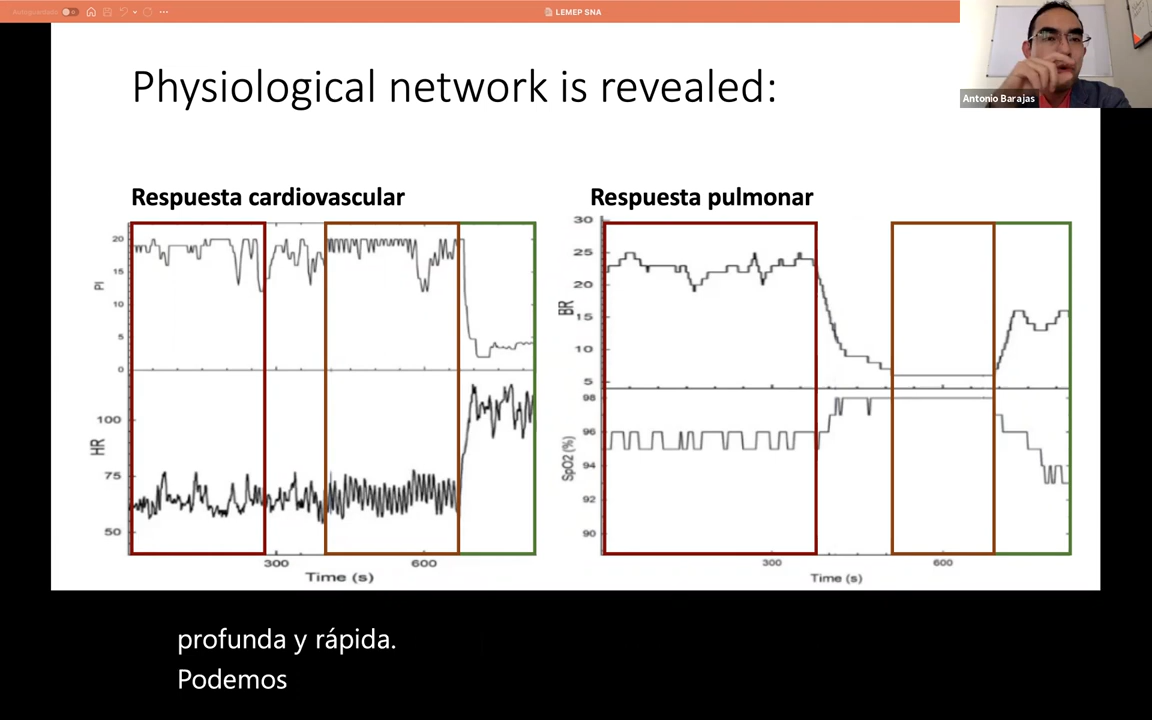 Autoguardado
LEMEP SNA
Antonio Barajas
Physiological network is revealed:
Respuesta cardiovascular
Respuesta pulmonar
20
15
10
5
0
PI
100
75
50
HR
300
600
Time (s)
30
25
20
15
10
5
BR
98
96
94
92
90
SpO2 (%)
300
600
Time (s)
profunda y rápida.
Podemos